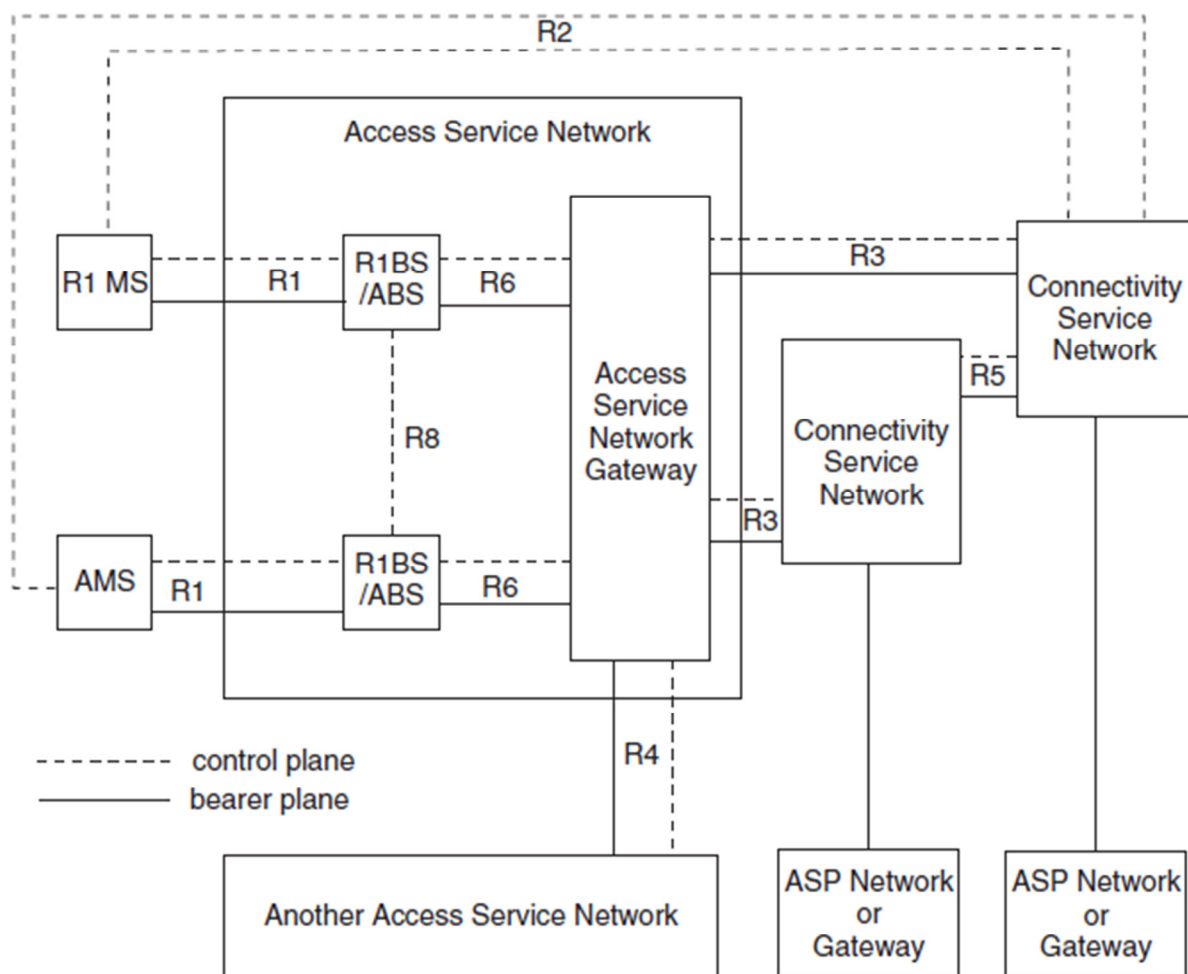 R2
Access Service Network
R1 MS
R1
R1BS
/ABS
R6
R3
Connectivity
Service
Network
R5
Access
Service
Network
Gateway
R8
Connectivity
Service
Network
R3
AMS
R1
R1BS
/ABS
R6
R4
control plane
bearer plane
Another Access Service Network
ASP Network
or
Gateway
ASP Network
or
Gateway